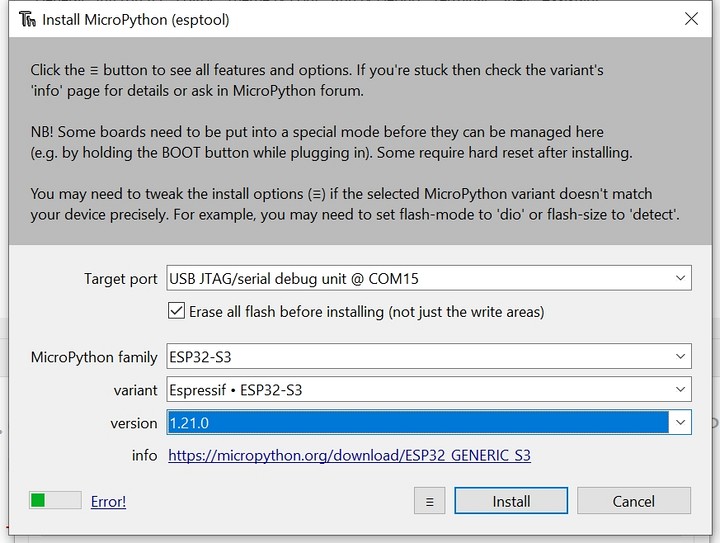 Install MicroPython (esptool)
Click the ≡ button to see all features and options. If you're stuck then check the variant's
'info' page for details or ask in MicroPython forum.
NB! Some boards need to be put into a special mode before they can be managed here
(e.g. by holding the BOOT button while plugging in). Some require hard reset after installing.
You may need to tweak the install options (≡) if the selected MicroPython variant doesn't match
your device precisely. For example, you may need to set flash-mode to 'dio' or flash-size to 'detect'.
Target port USB JTAG/serial debug unit @ COM15
Erase all flash before installing (not just the write areas)
MicroPython family ESP32-S3
variant Espressif • ESP32-S3
version 1.21.0
info https://micropython.org/download/ESP32_GENERIC_S3
Error! ≡ Install Cancel